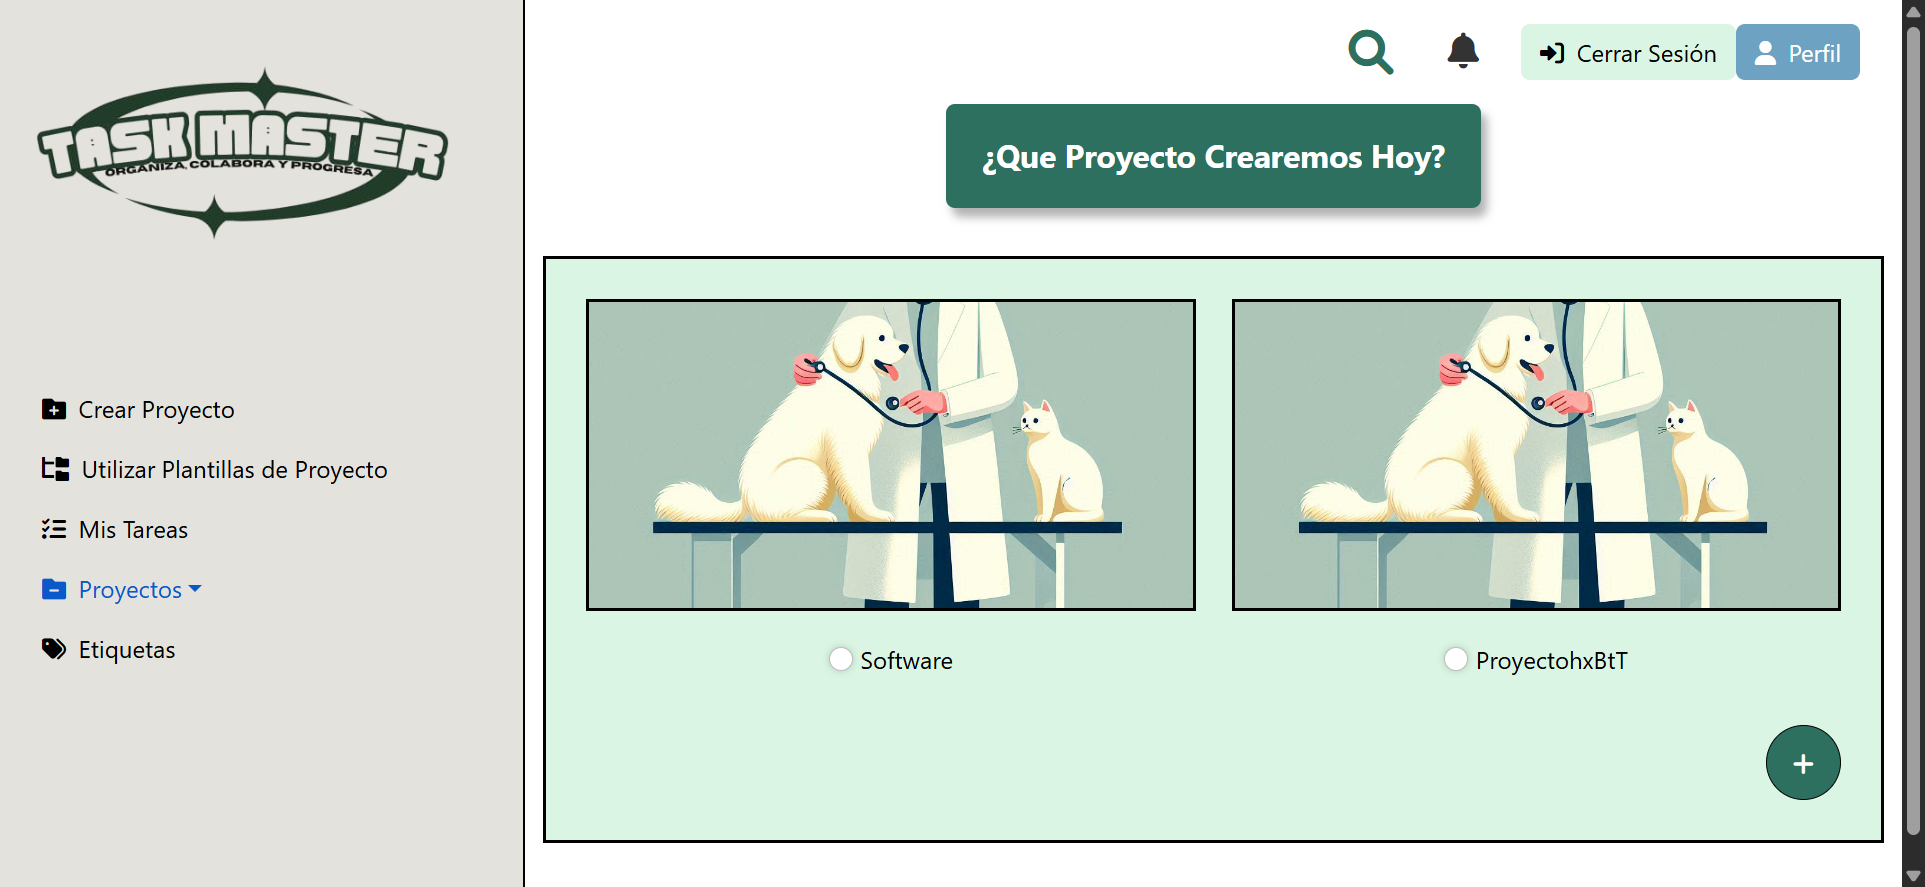 TASK MASTER
ORGANIZA, COLABORA Y PROGRESA
Crear Proyecto
Utilizar Plantillas de Proyecto
Mis Tareas
Proyectos
Etiquetas
Cerrar Sesión
Perfil
¿Que Proyecto Crearemos Hoy?
Software
ProyectohxBtT
+